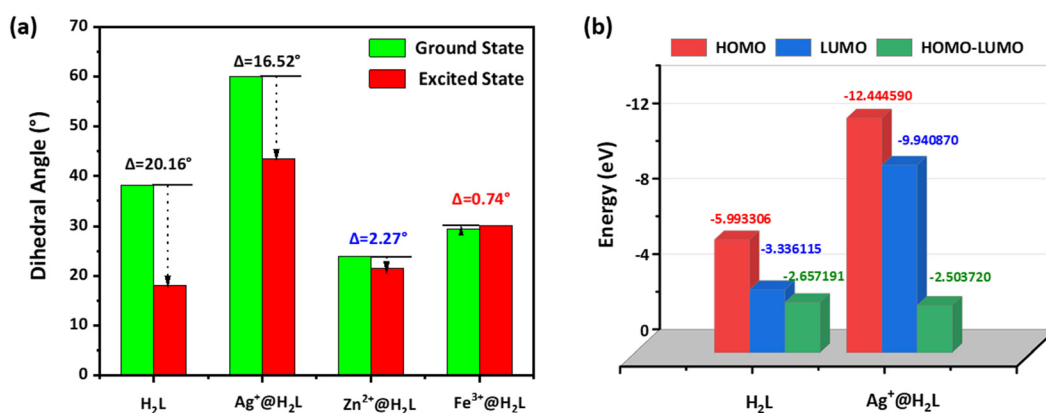 (a)
Dihedral Angle (°)
70
60
50
40
30
20
10
0
Ground State
Excited State
Δ=20.16°
Δ=16.52°
Δ=2.27°
Δ=0.74°
H₂L
Ag⁺@H₂L
Zn²⁺@H₂L
Fe³⁺@H₂L
(b)
HOMO
LUMO
HOMO-LUMO
Energy (eV)
-12
-8
-4
0
-5.993306
-3.336115
-2.657191
-12.444590
-9.940870
-2.503720
H₂L
Ag⁺@H₂L